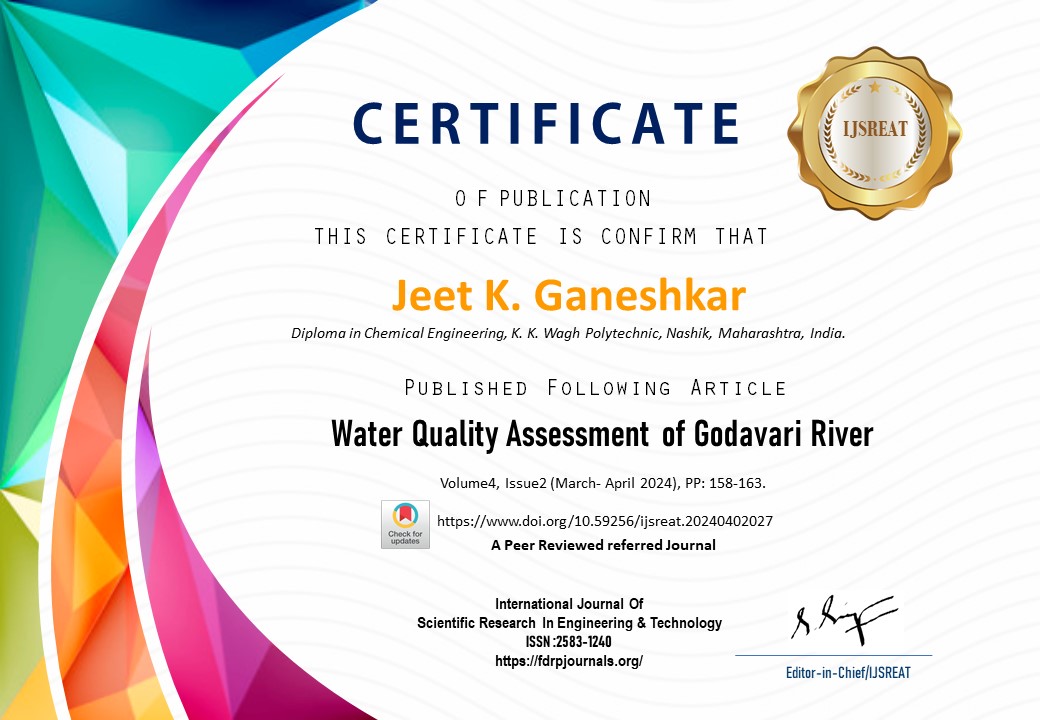 CERTIFICATE
IJSREAT
O F PUBLICATION
THIS CERTIFICATE IS CONFIRM THAT
Jeet K. Ganeshkar
Diploma in Chemical Engineering, K. K. Wagh Polytechnic, Nashik, Maharashtra, India.
Published Following Article
Water Quality Assessment of Godavari River
Volume4, Issue2 (March- April 2024), PP: 158-163.
Check for
updates
https://www.doi.org/10.59256/ijsreat.20240402027
A Peer Reviewed referred Journal
International Journal Of
Scientific Research In Engineering & Technology
ISSN :2583-1240
https://fdrpjournals.org/
Editor-in-Chief/IJSREAT